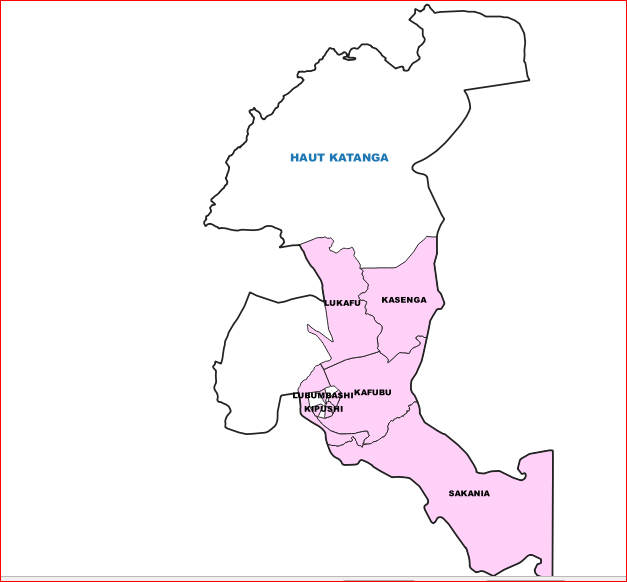 HAUT KATANGA
LUKAFU
KASENGA
LUBUMBASHI
KAFUBU
KIPUSHI
SAKANIA